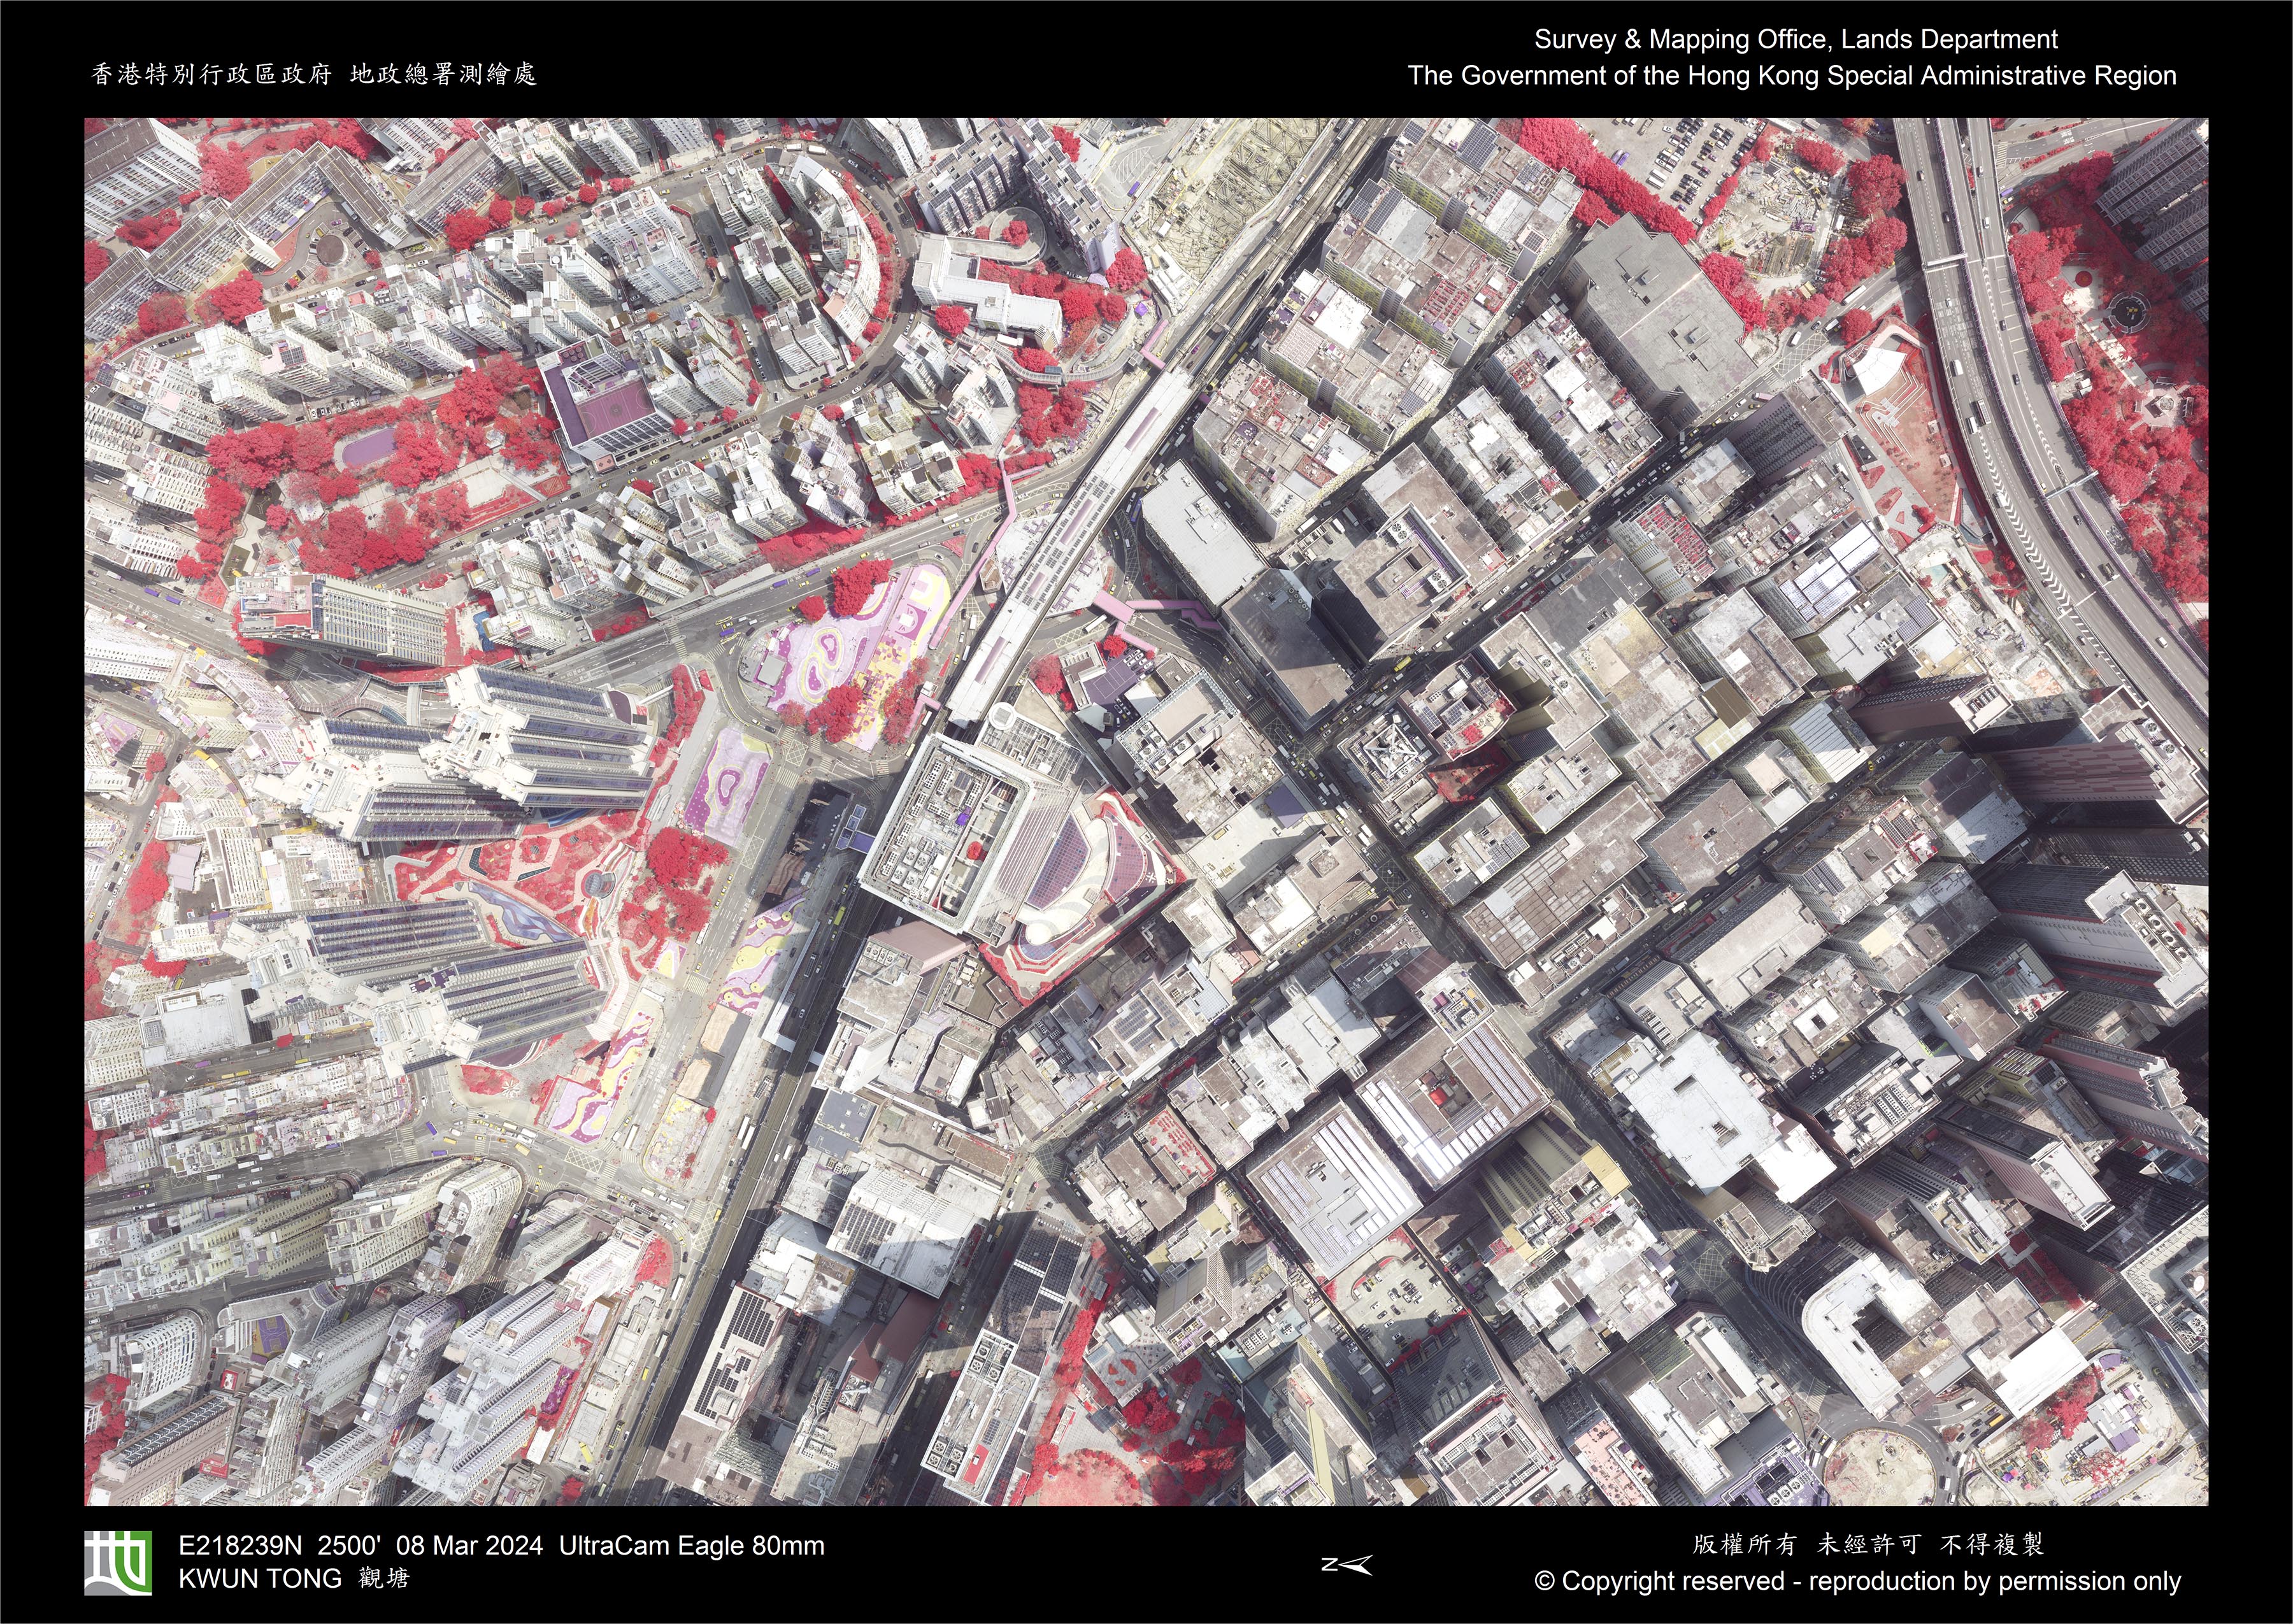 香港特別行政區政府 地政總署測繪處
Survey & Mapping Office, Lands Department
The Government of the Hong Kong Special Administrative Region
E218239N 2500' 08 Mar 2024 UltraCam Eagle 80mm
KWUN TONG 觀塘
N
版權所有 未經許可 不得複製
© Copyright reserved - reproduction by permission only